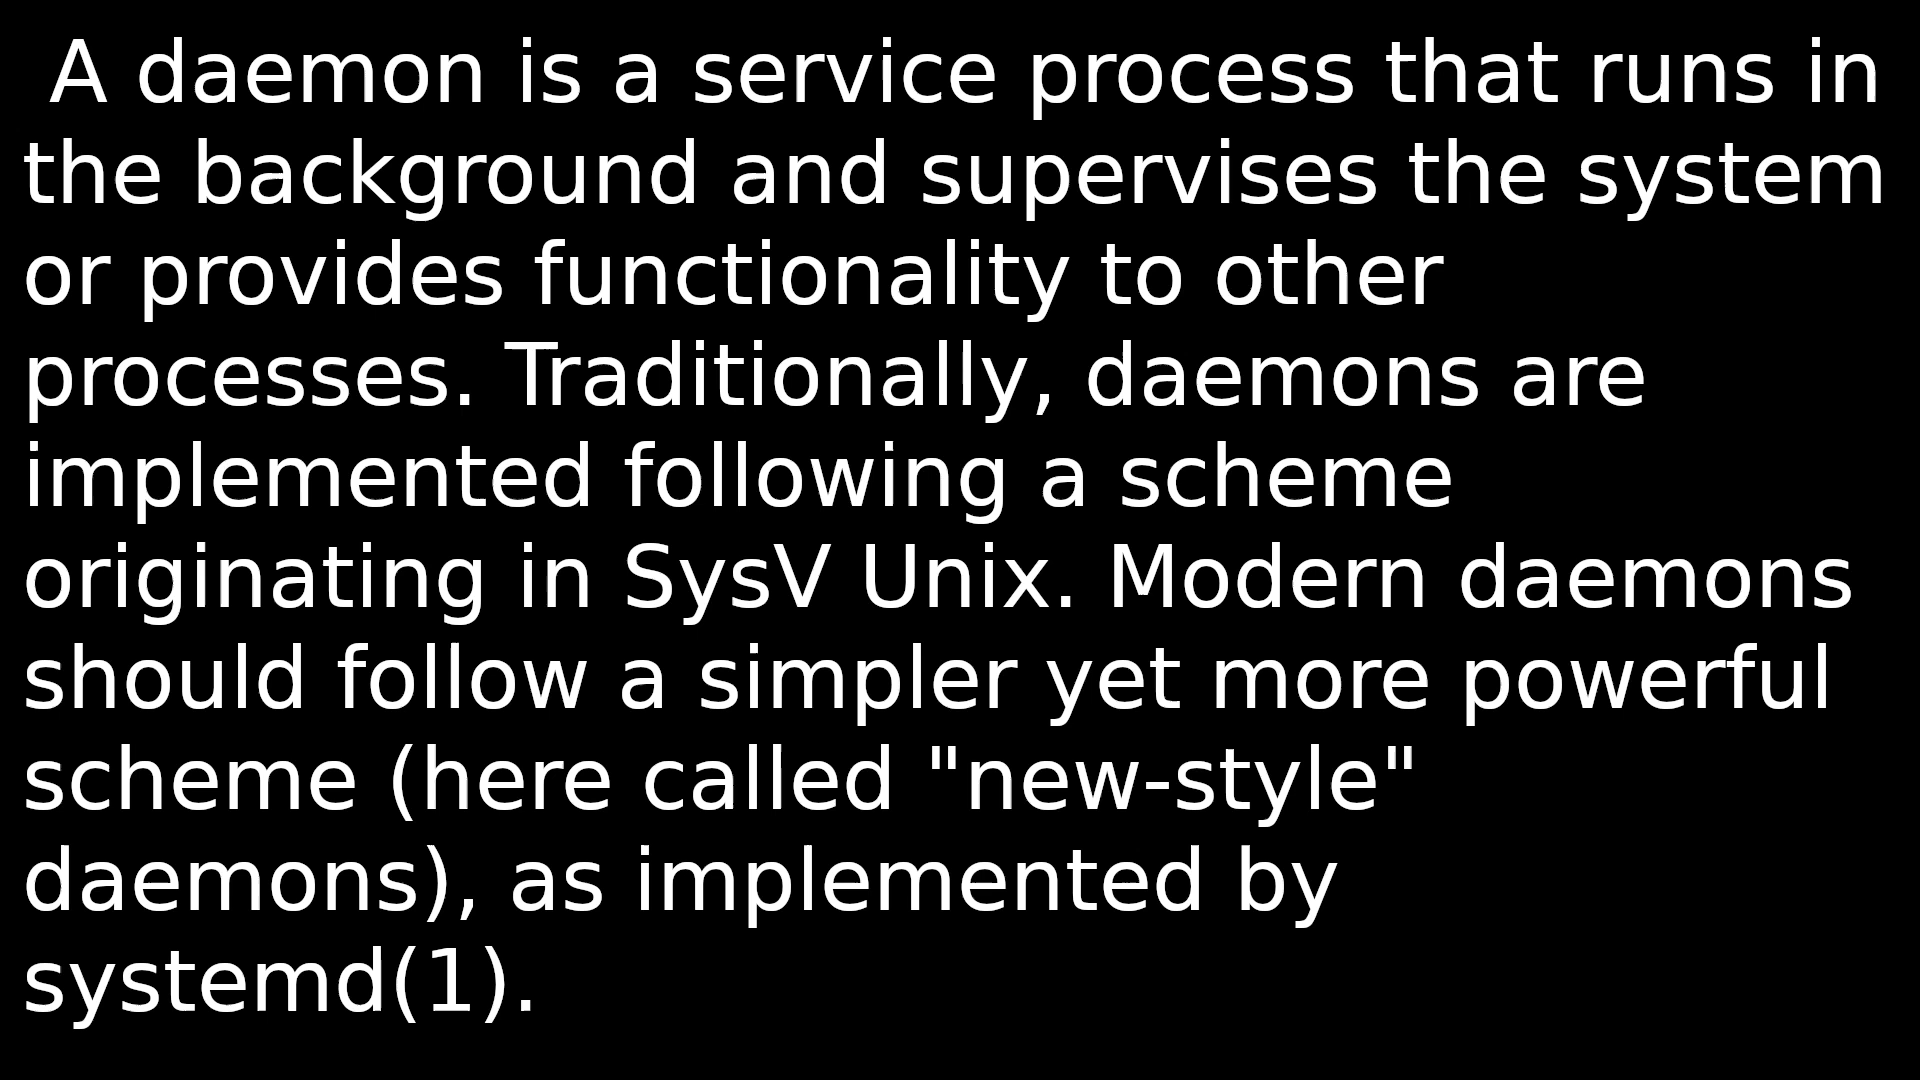 A daemon is a service process that runs in
the background and supervises the system
or provides functionality to other
processes. Traditionally, daemons are
implemented following a scheme
originating in SysV Unix. Modern daemons
should follow a simpler yet more powerful
scheme (here called "new-style"
daemons), as implemented by
systemd(1).